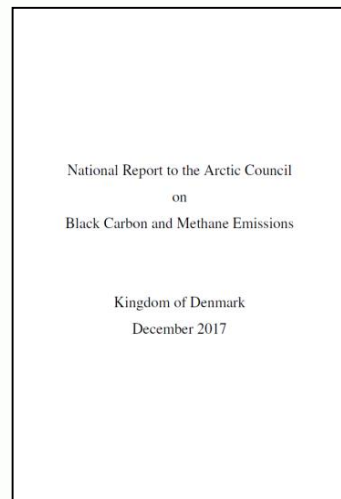 National Report to the Arctic Council
on
Black Carbon and Methane Emissions
Kingdom of Denmark
December 2017